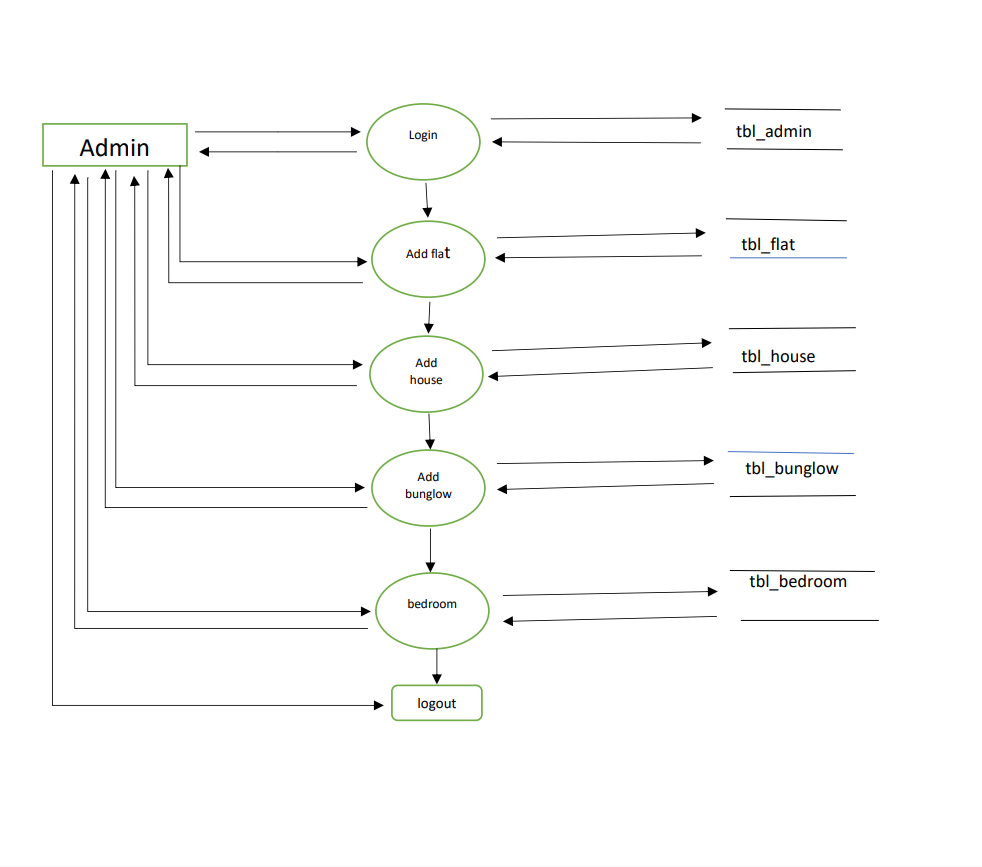 Admin
Login
tbl_admin
Add flat
tbl_flat
Add
house
tbl_house
Add
bunglow
tbl_bunglow
bedroom
tbl_bedroom
logout